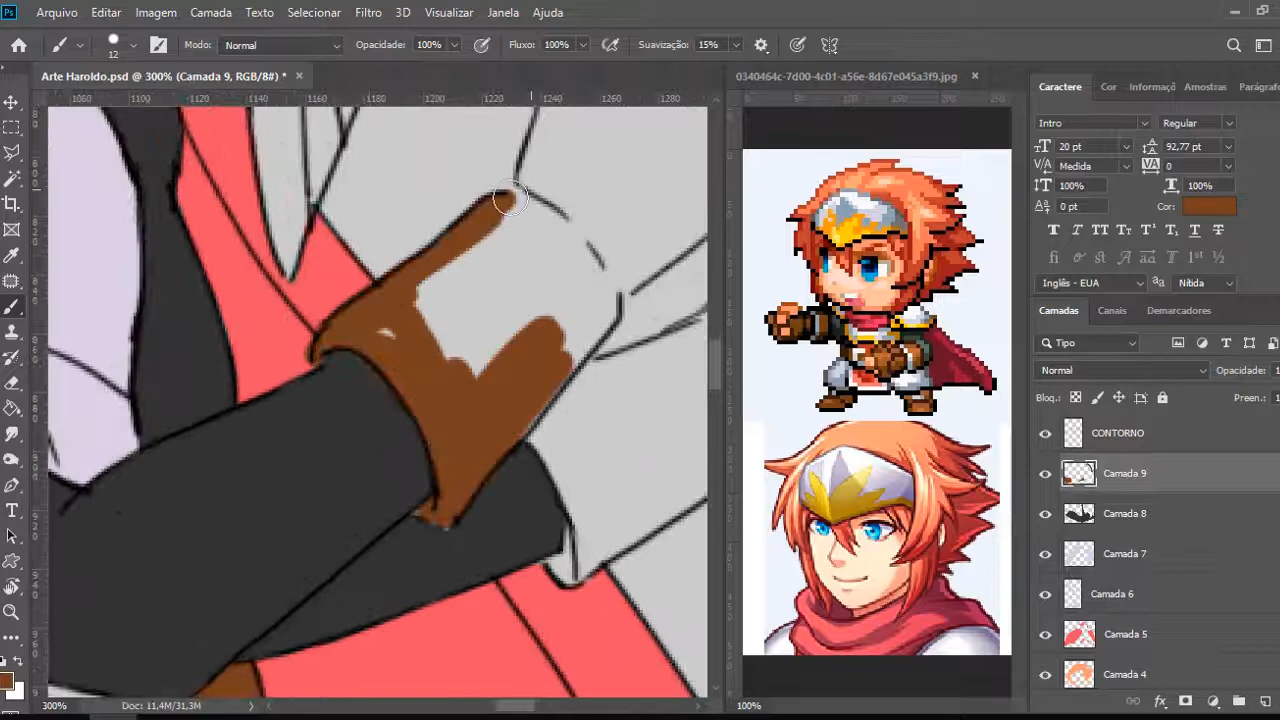 Ps Arquivo Editar Imagem Camada Texto Selecionar Filtro 3D Visualizar Janela Ajuda
12 Modo: Normal Opacidade: 100% Fluxo: 100% Suavização: 15%
Arte Haroldo.psd @ 300% (Camada 9, RGB/8#) * ×
0340464c-7d00-4c01-a56e-8d67e045a3f9.jpg ×
1060 1100 1120 1140 1160 1180 1200 1220 1240 1260 1280
Caractere Cor Informaçõ Amostras Parágrafo
Intro Regular
20 pt 92,77 pt
Medida 0
100% 100%
0 pt Cor:
Inglês - EUA Nítida
Camadas Canais Demarcadores
Tipo
Normal Opacidade:
Bloq.: Preen.:
CONTORNO
Camada 9
Camada 8
Camada 7
Camada 6
Camada 5
Camada 4
300% Doc: 11,4M/31,3M
100%